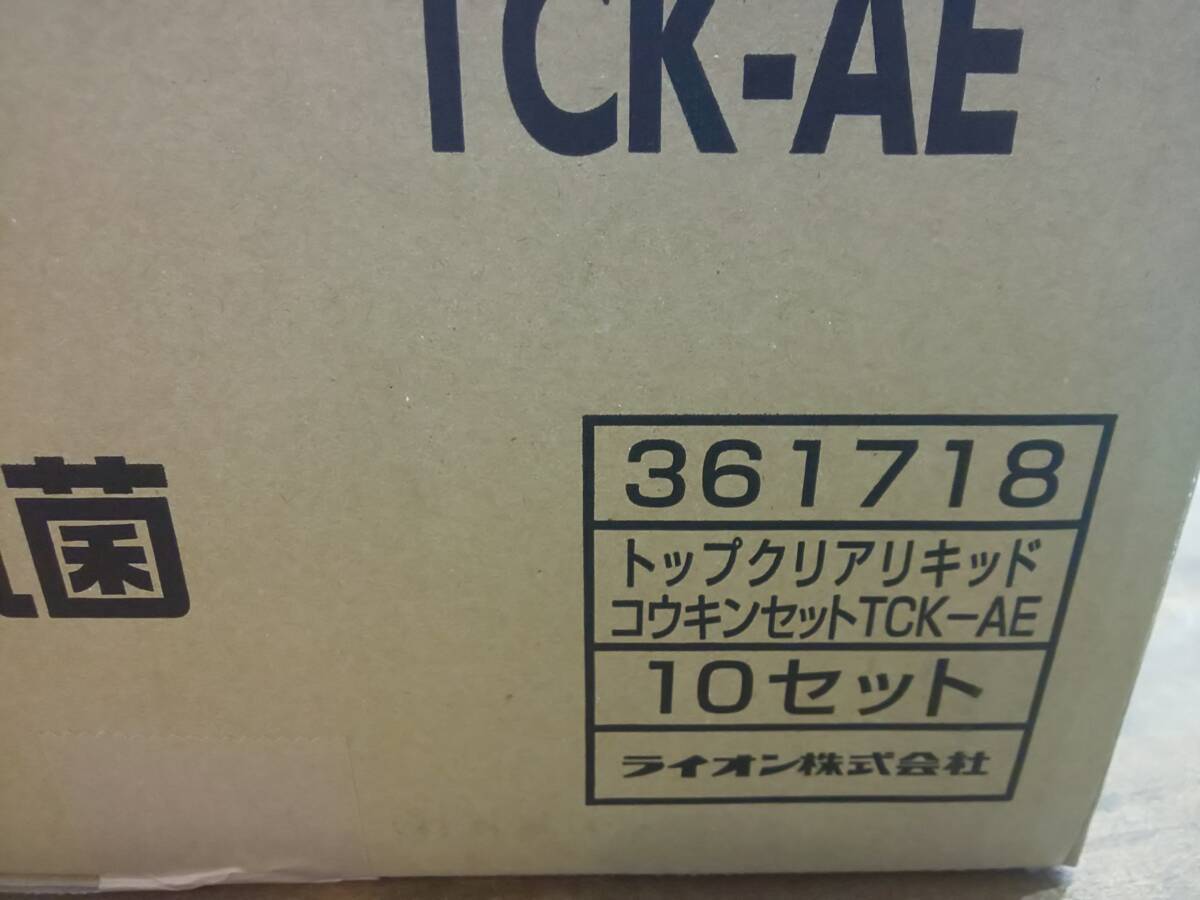 TCK-AE
菌
361718
トップクリアリキッド
コウキンセットTCK-AE
10セット
ライオン株式会社